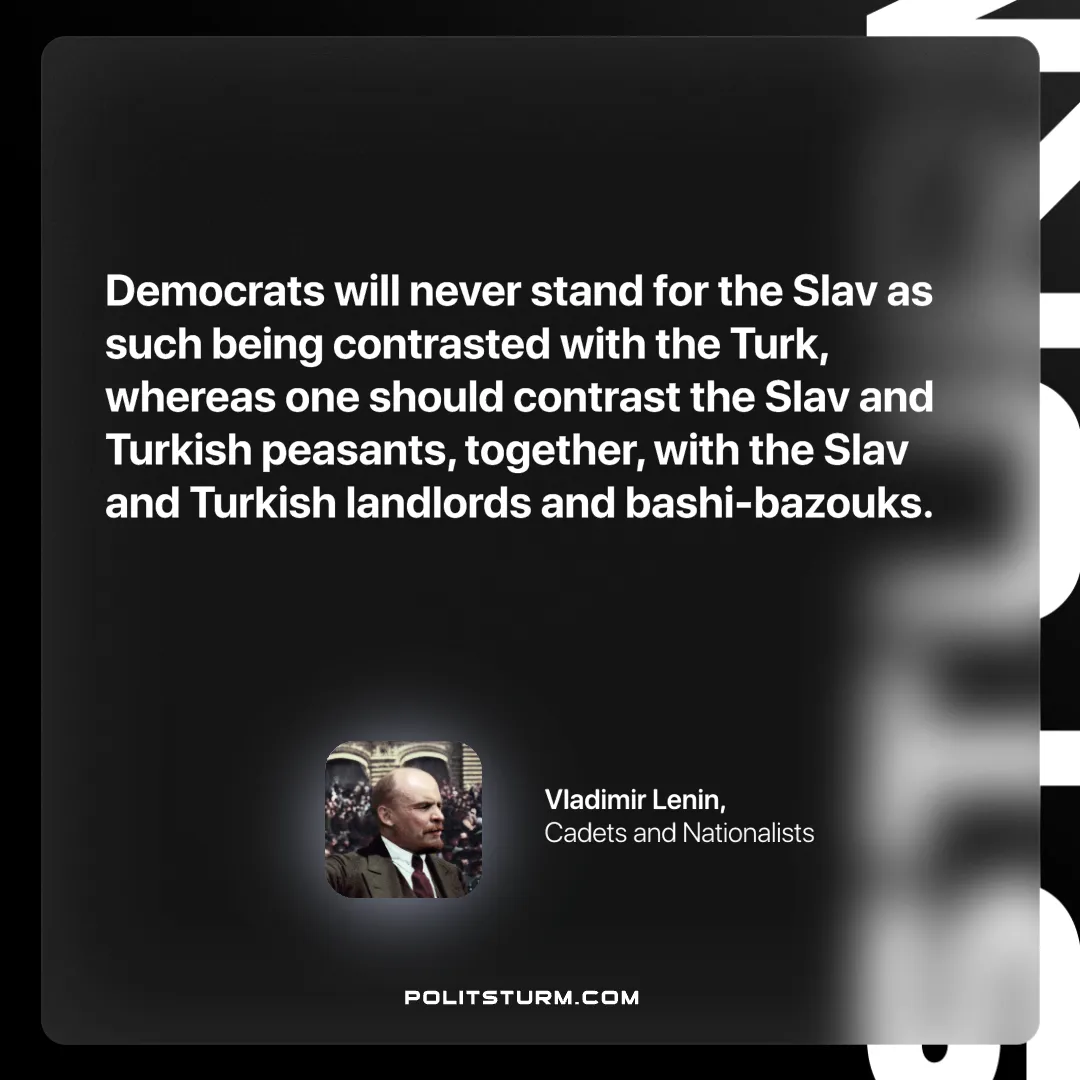 Democrats will never stand for the Slav as
such being contrasted with the Turk,
whereas one should contrast the Slav and
Turkish peasants, together, with the Slav
and Turkish landlords and bashi-bazouks.
Vladimir Lenin,
Cadets and Nationalists
POLITSTURM.COM